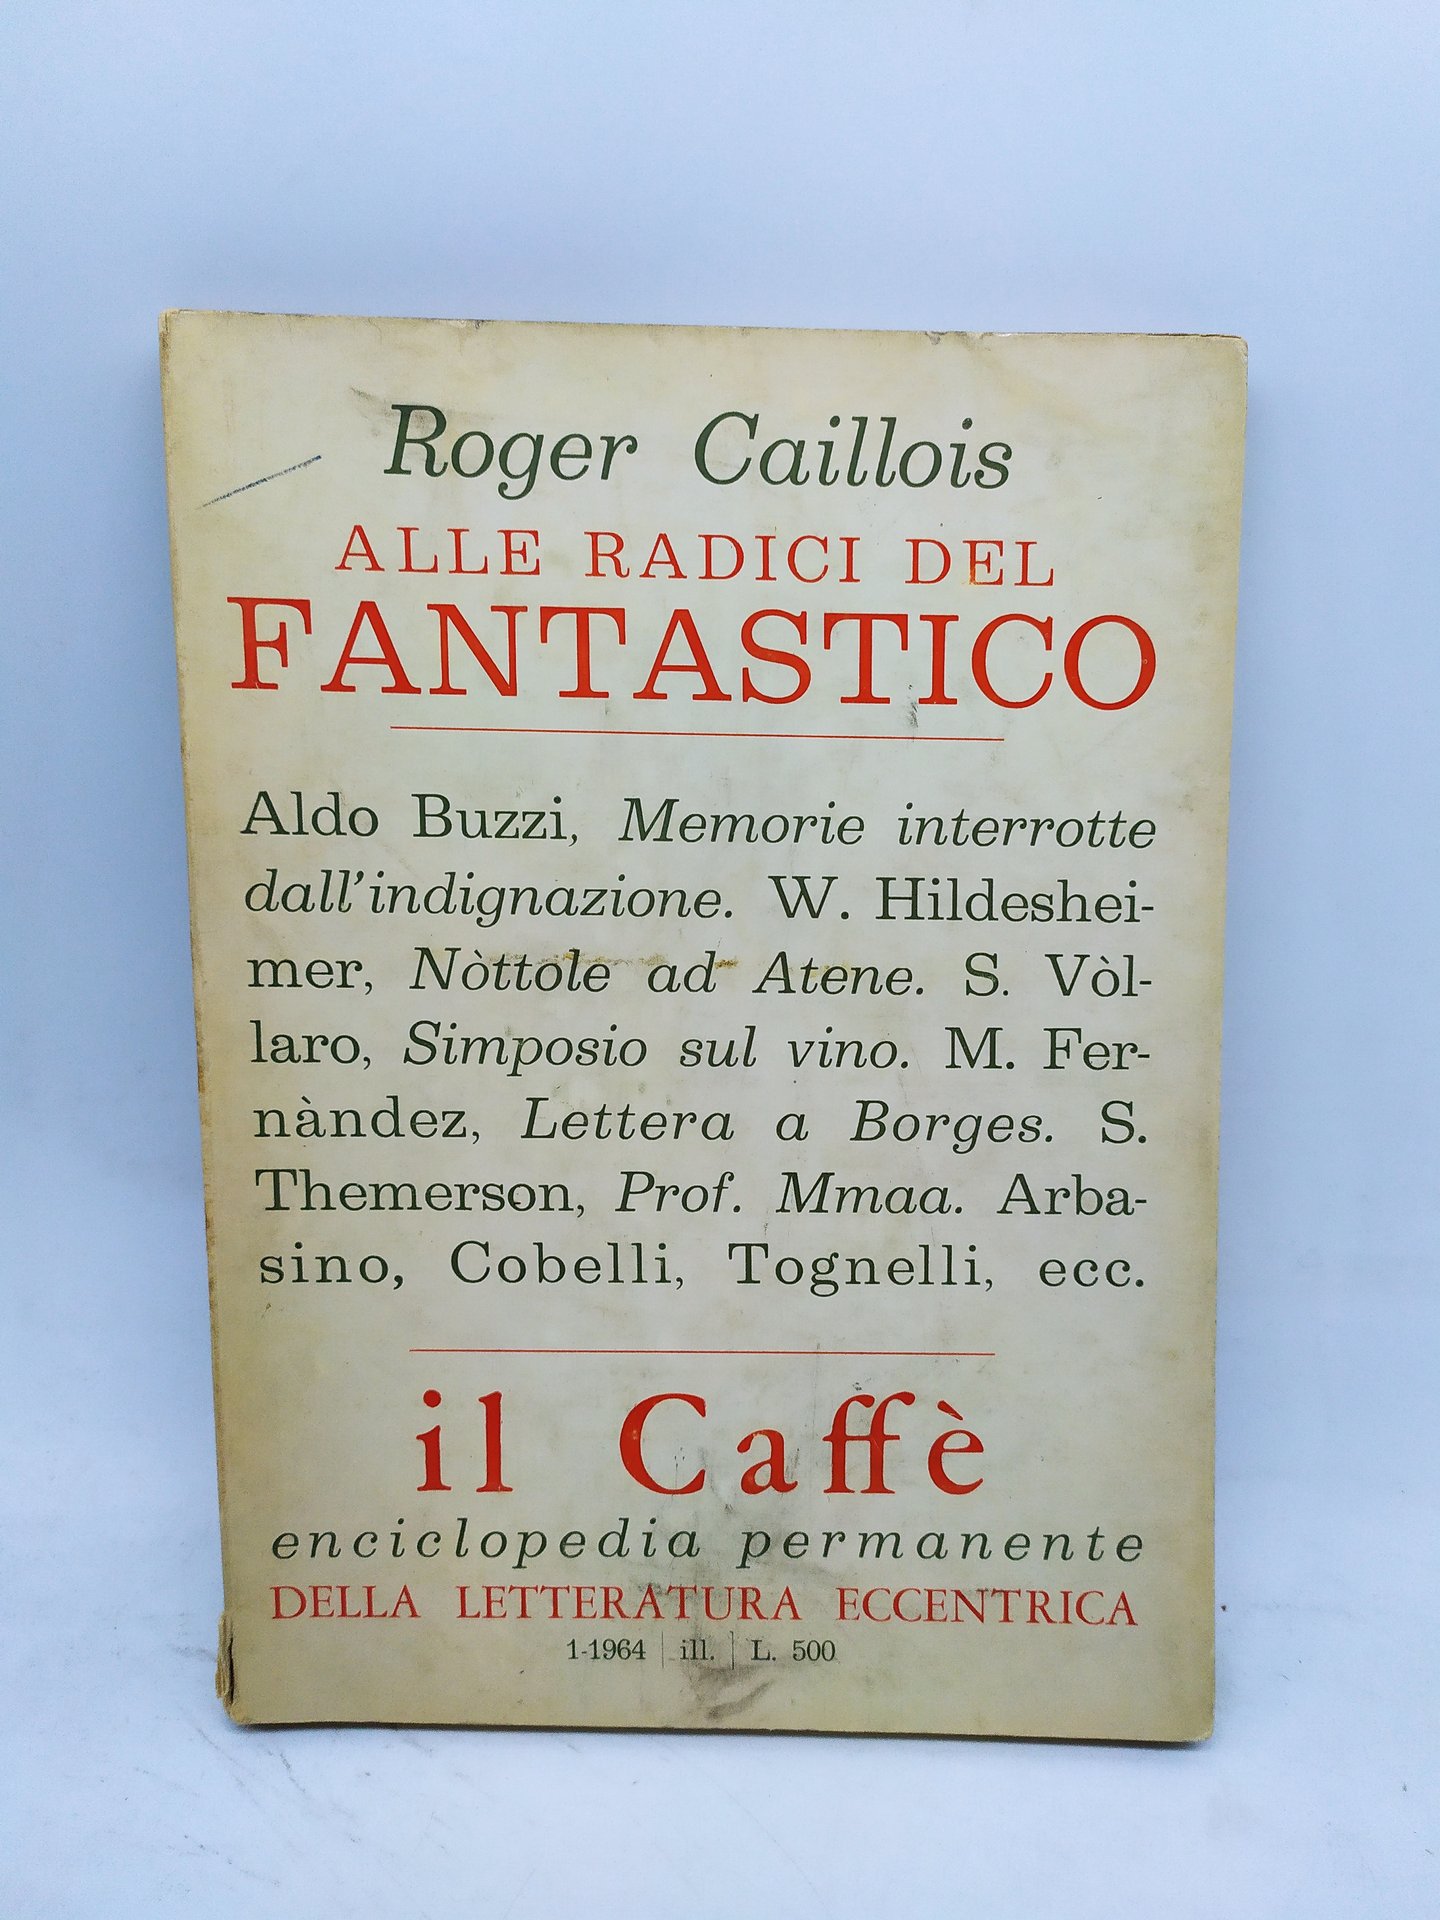 Roger Caillois
ALLE RADICI DEL
FANTASTICO
Aldo Buzzi, Memorie interrotte
dall'indignazione. W. Hildeshei-
mer, Nòttole ad Atene. S. Vòl-
laro, Simposio sul vino. M. Fer-
nàndez, Lettera a Borges. S.
Themerson, Prof. Mmaa. Arba-
sino, Cobelli, Tognelli, ecc.
il Caffè
enciclopedia permanente
DELLA LETTERATURA ECCENTRICA
1-1964 | ill. | L. 500